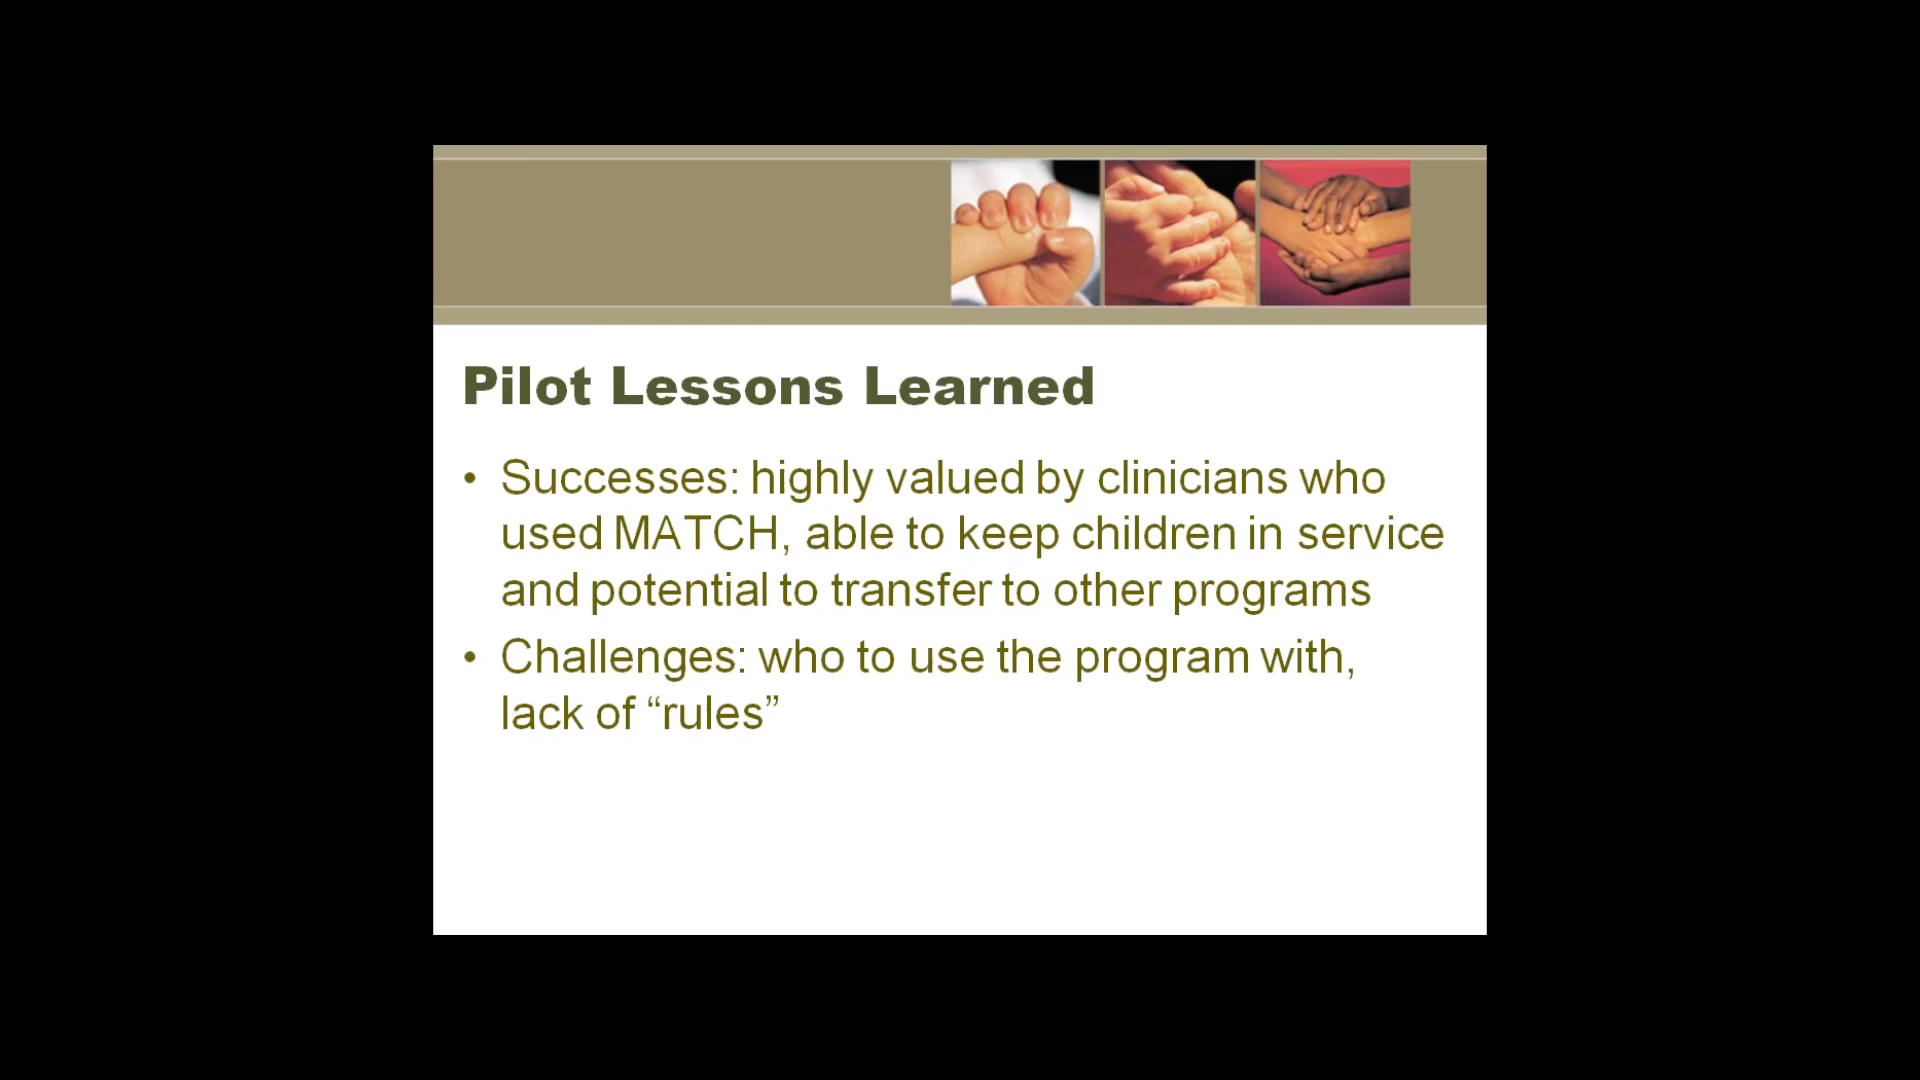 Pilot Lessons Learned
• Successes: highly valued by clinicians who
used MATCH, able to keep children in service
and potential to transfer to other programs
• Challenges: who to use the program with,
lack of “rules”